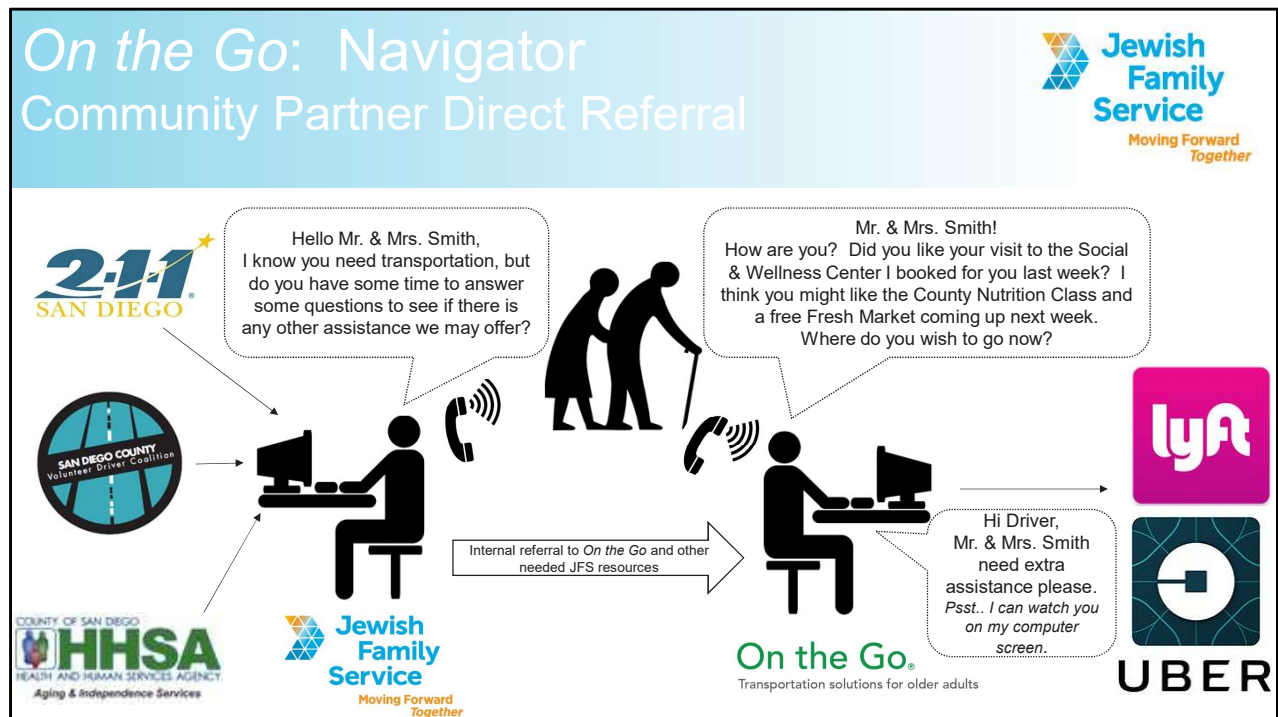 On the Go: Navigator
Community Partner Direct Referral
Jewish
Family
Service
Moving Forward
Together
2-1-1
SAN DIEGO®
Hello Mr. & Mrs. Smith,
I know you need transportation, but
do you have some time to answer
some questions to see if there is
any other assistance we may offer?
Mr. & Mrs. Smith!
How are you? Did you like your visit to the Social
& Wellness Center I booked for you last week? I
think you might like the County Nutrition Class and
a free Fresh Market coming up next week.
Where do you wish to go now?
SAN DIEGO COUNTY
Volunteer Driver Coalition
lyft
Internal referral to On the Go and other
needed JFS resources
Hi Driver,
Mr. & Mrs. Smith
need extra
assistance please.
Psst.. I can watch you
on my computer
screen.
COUNTY OF SAN DIEGO
HHSA
HEALTH AND HUMAN SERVICES AGENCY
Aging & Independence Services
Jewish
Family
Service
Moving Forward
Together
On the Go®
Transportation solutions for older adults
UBER